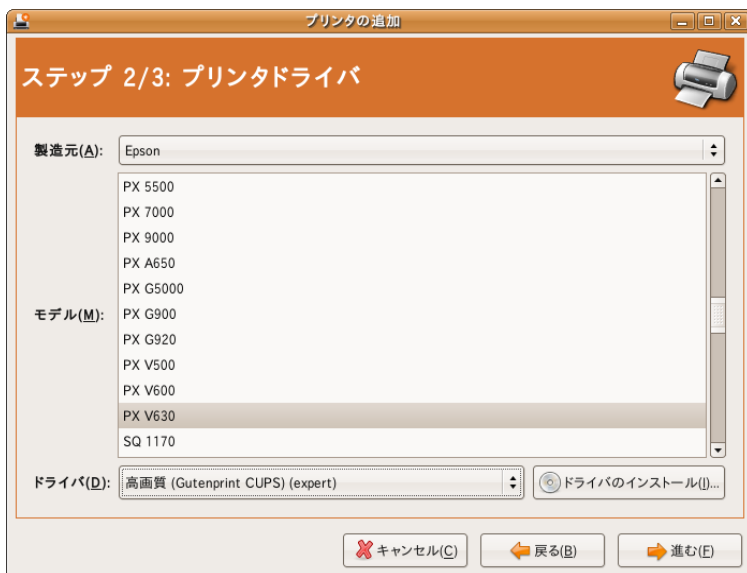 プリンタの追加
ステップ 2/3: プリンタドライバ
製造元(A):
Epson
PX 5500
PX 7000
PX 9000
PX A650
PX G5000
モデル(M):
PX G900
PX G920
PX V500
PX V600
PX V630
SQ 1170
ドライバ(D):
高画質 (Gutenprint CUPS) (expert)
ドライバのインストール(I)...
キャンセル(C)
戻る(B)
進む(F)